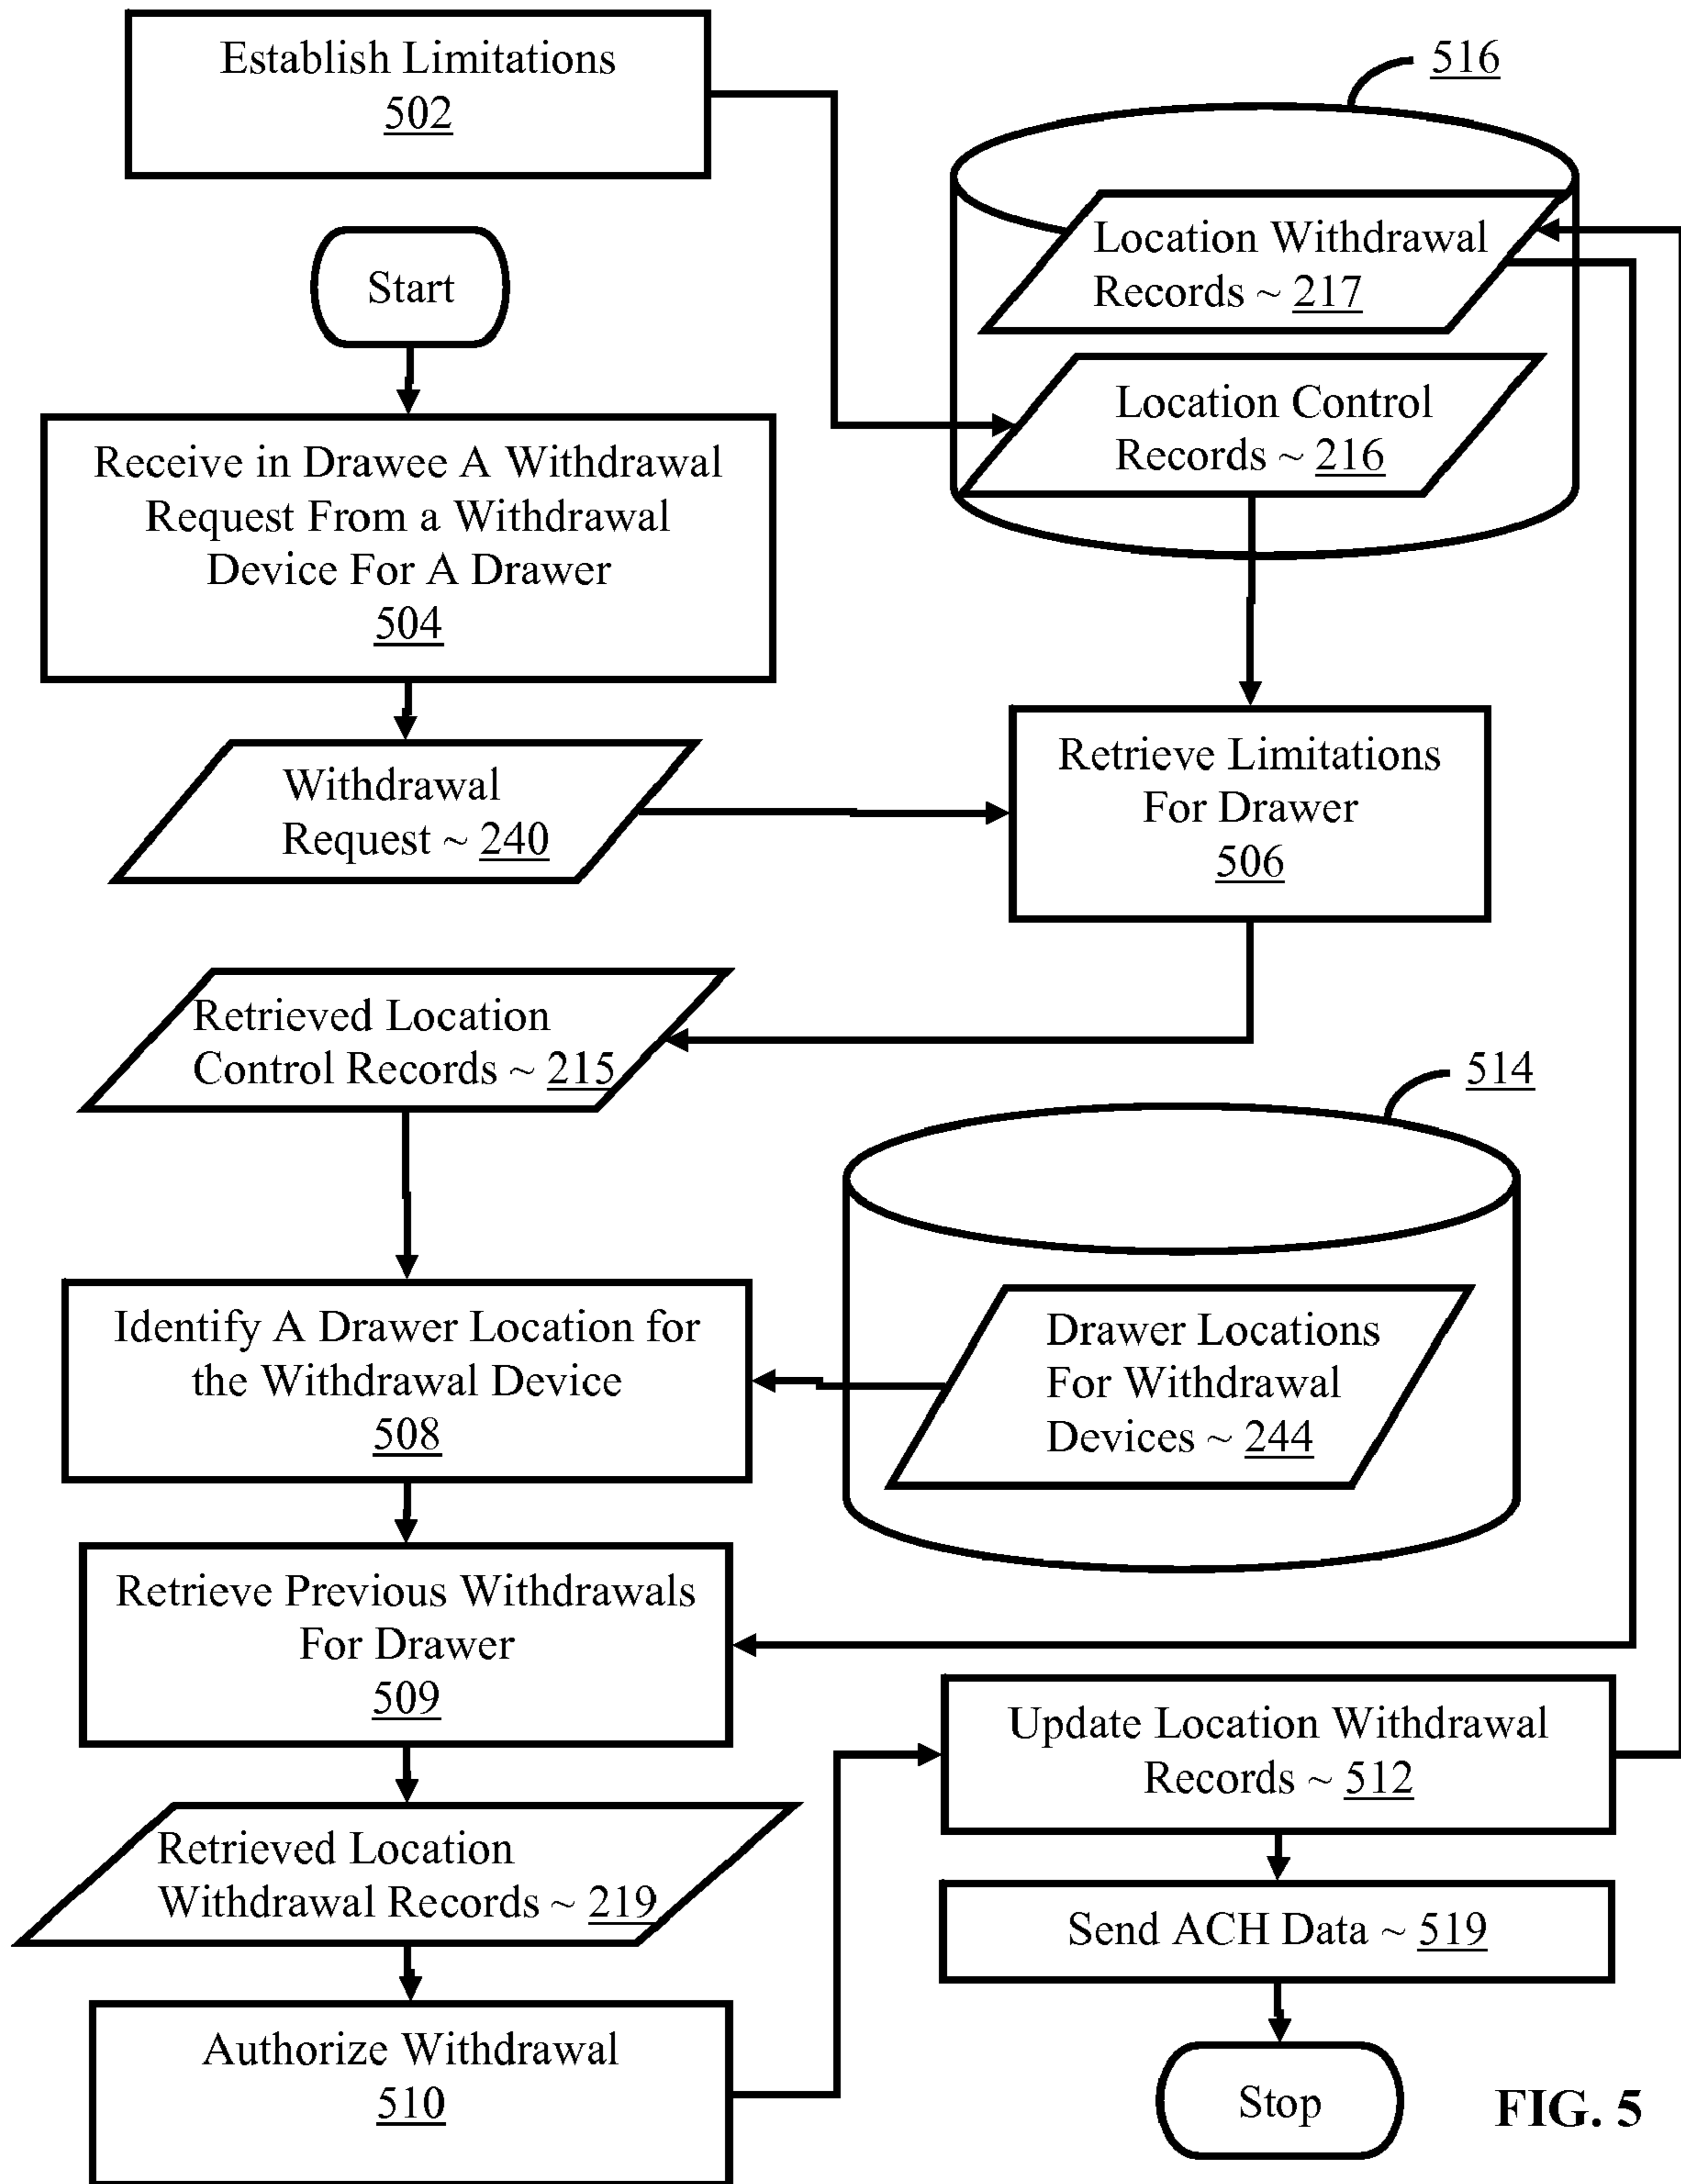 Establish Limitations
502
516
Location Withdrawal
Records ~ 217
Start
Location Control
Records ~ 216
Receive in Drawee A Withdrawal
Request From a Withdrawal
Device For A Drawer
504
Withdrawal
Request ~ 240
Retrieve Limitations
For Drawer
506
Retrieved Location
Control Records ~ 215
514
Identify A Drawer Location for
the Withdrawal Device
508
Drawer Locations
For Withdrawal
Devices ~ 244
Retrieve Previous Withdrawals
For Drawer
509
Retrieved Location
Withdrawal Records ~ 219
Authorize Withdrawal
510
Update Location Withdrawal
Records ~ 512
Send ACH Data ~ 519
Stop
FIG. 5